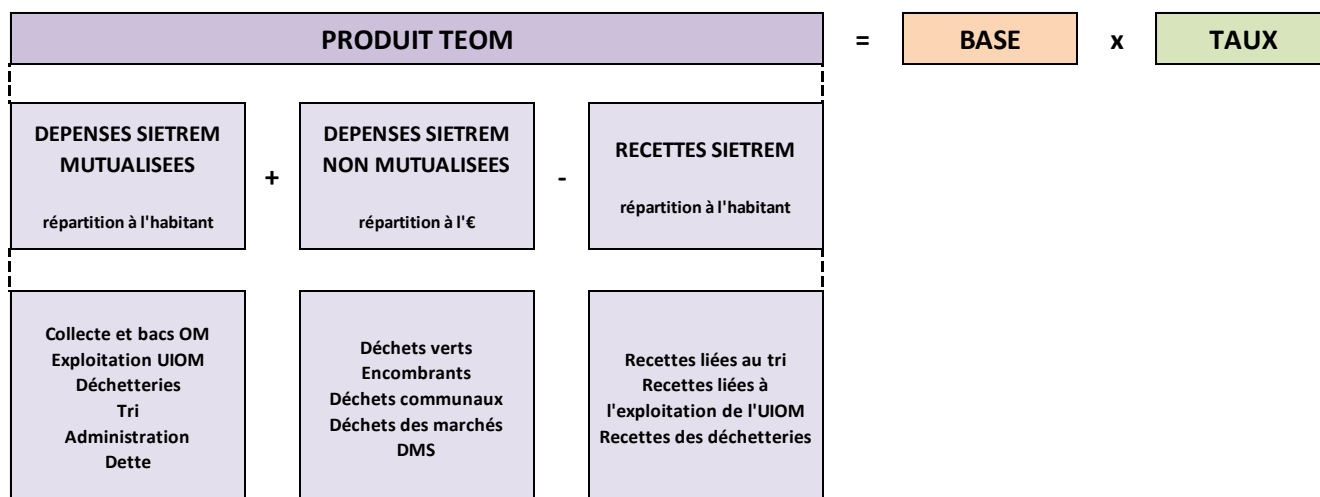 PRODUIT TEOM = BASE x TAUX
DEPENSES SIETREM
MUTUALISEES
répartition à l'habitant
+
DEPENSES SIETREM
NON MUTUALISEES
répartition à l'€
-
RECETTES SIETREM
répartition à l'habitant
Collecte et bacs OM
Exploitation UIOM
Déchetteries
Tri
Administration
Dette
Déchets verts
Encombrants
Déchets communaux
Déchets des marchés
DMS
Recettes liées au tri
Recettes liées à
l'exploitation de l'UIOM
Recettes des déchetteries